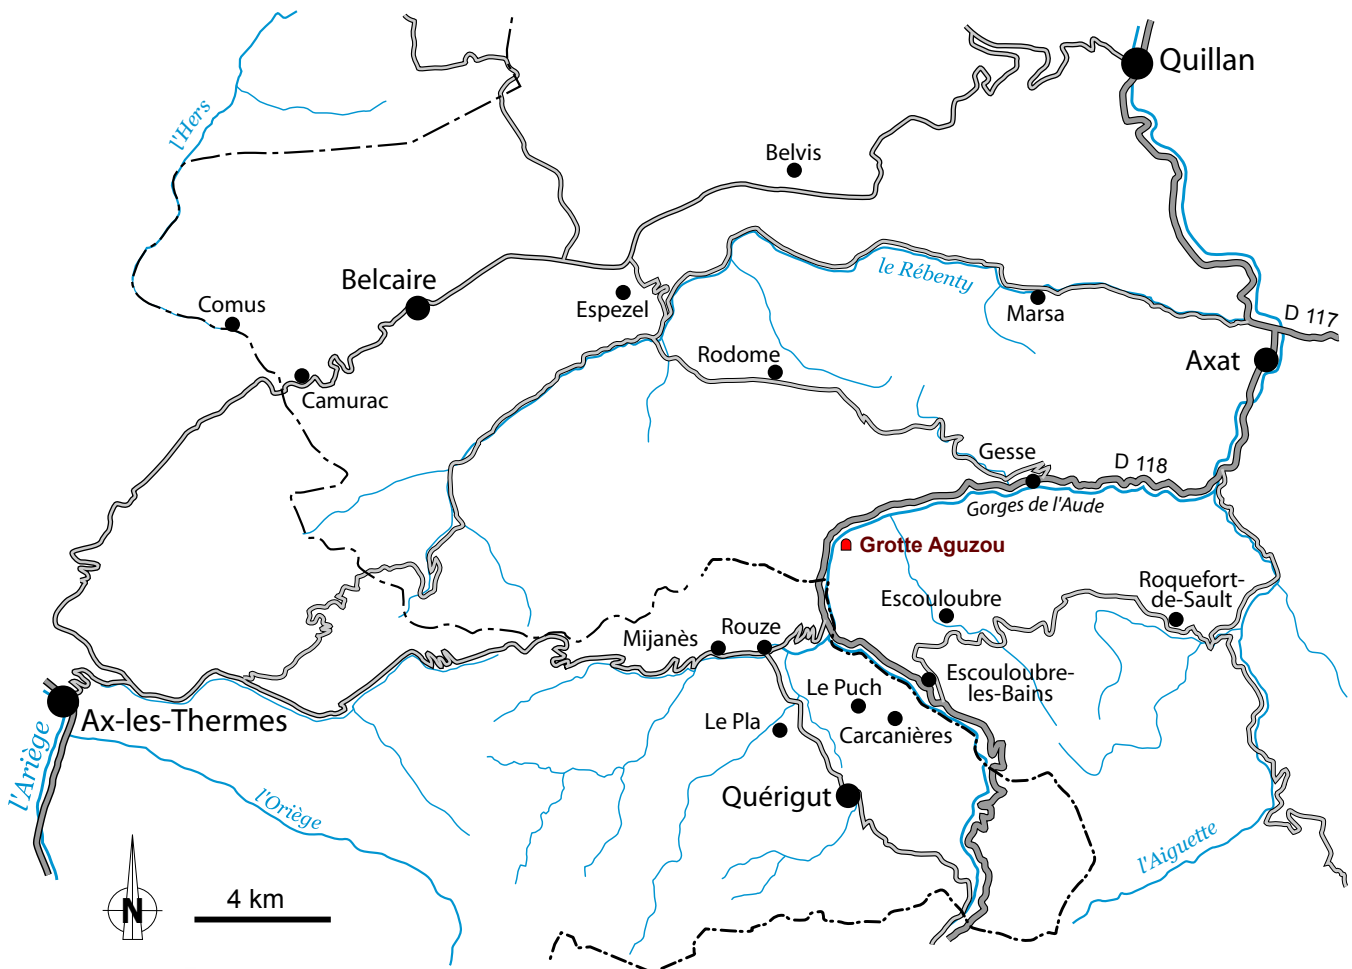 Quillan
l'Hers
Belvis
le Rébenty
Belcaire
Comus
Espezel
Marsa
D 117
Rodome
Axat
Camurac
Gesse
D 118
Gorges de l'Aude
Grotte Aguzou
Roquefort-
de-Sault
Escouloubre
Mijanès
Rouze
Escouloubre-
les-Bains
Le Puch
Ax-les-Thermes
Le Pla
Carcanières
l'Ariège
Quérigut
l'Oriège
l'Aiguette
4 km
N